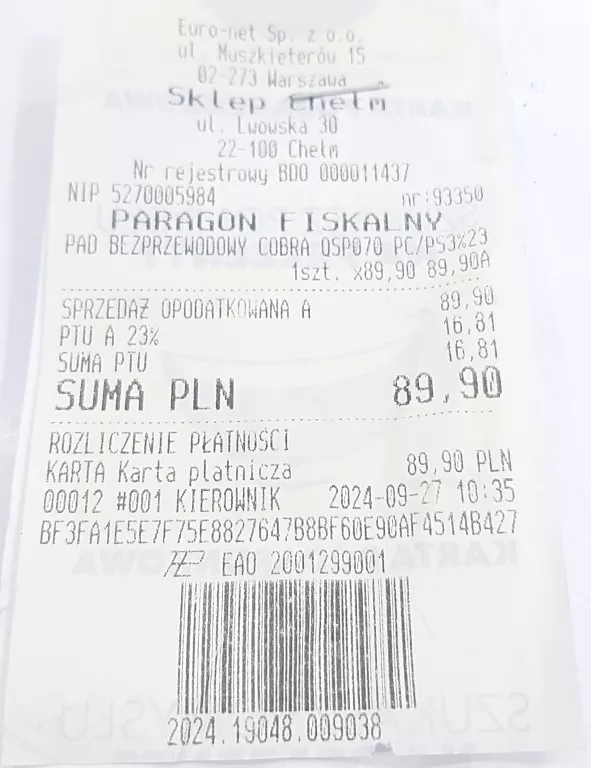 Euro-net Sp. z o.o.
ul. Muszkieterów 15
02-273 Warszawa
Sklep Chełm
ul. Lwowska 30
22-100 Chełm
Nr rejestrowy BDO 000011437
NIP 5270005984 nr:93350
PARAGON FISKALNY
PAD BEZPRZEWODOWY COBRA QSP070 PC/PS3%23
1szt. x89,90 89,90A
SPRZEDAŻ OPODATKOWANA A 89,90
PTU A 23% 16,81
SUMA PTU 16,81
SUMA PLN 89,90
ROZLICZENIE PŁATNOŚCI
KARTA Karta płatnicza 89,90 PLN
00012 #001 KIEROWNIK 2024-09-27 10:35
BF3FA1E5E7F75E8827647B8BF60E90AF4514B427
EAO 2001299001
2024.19048.009038